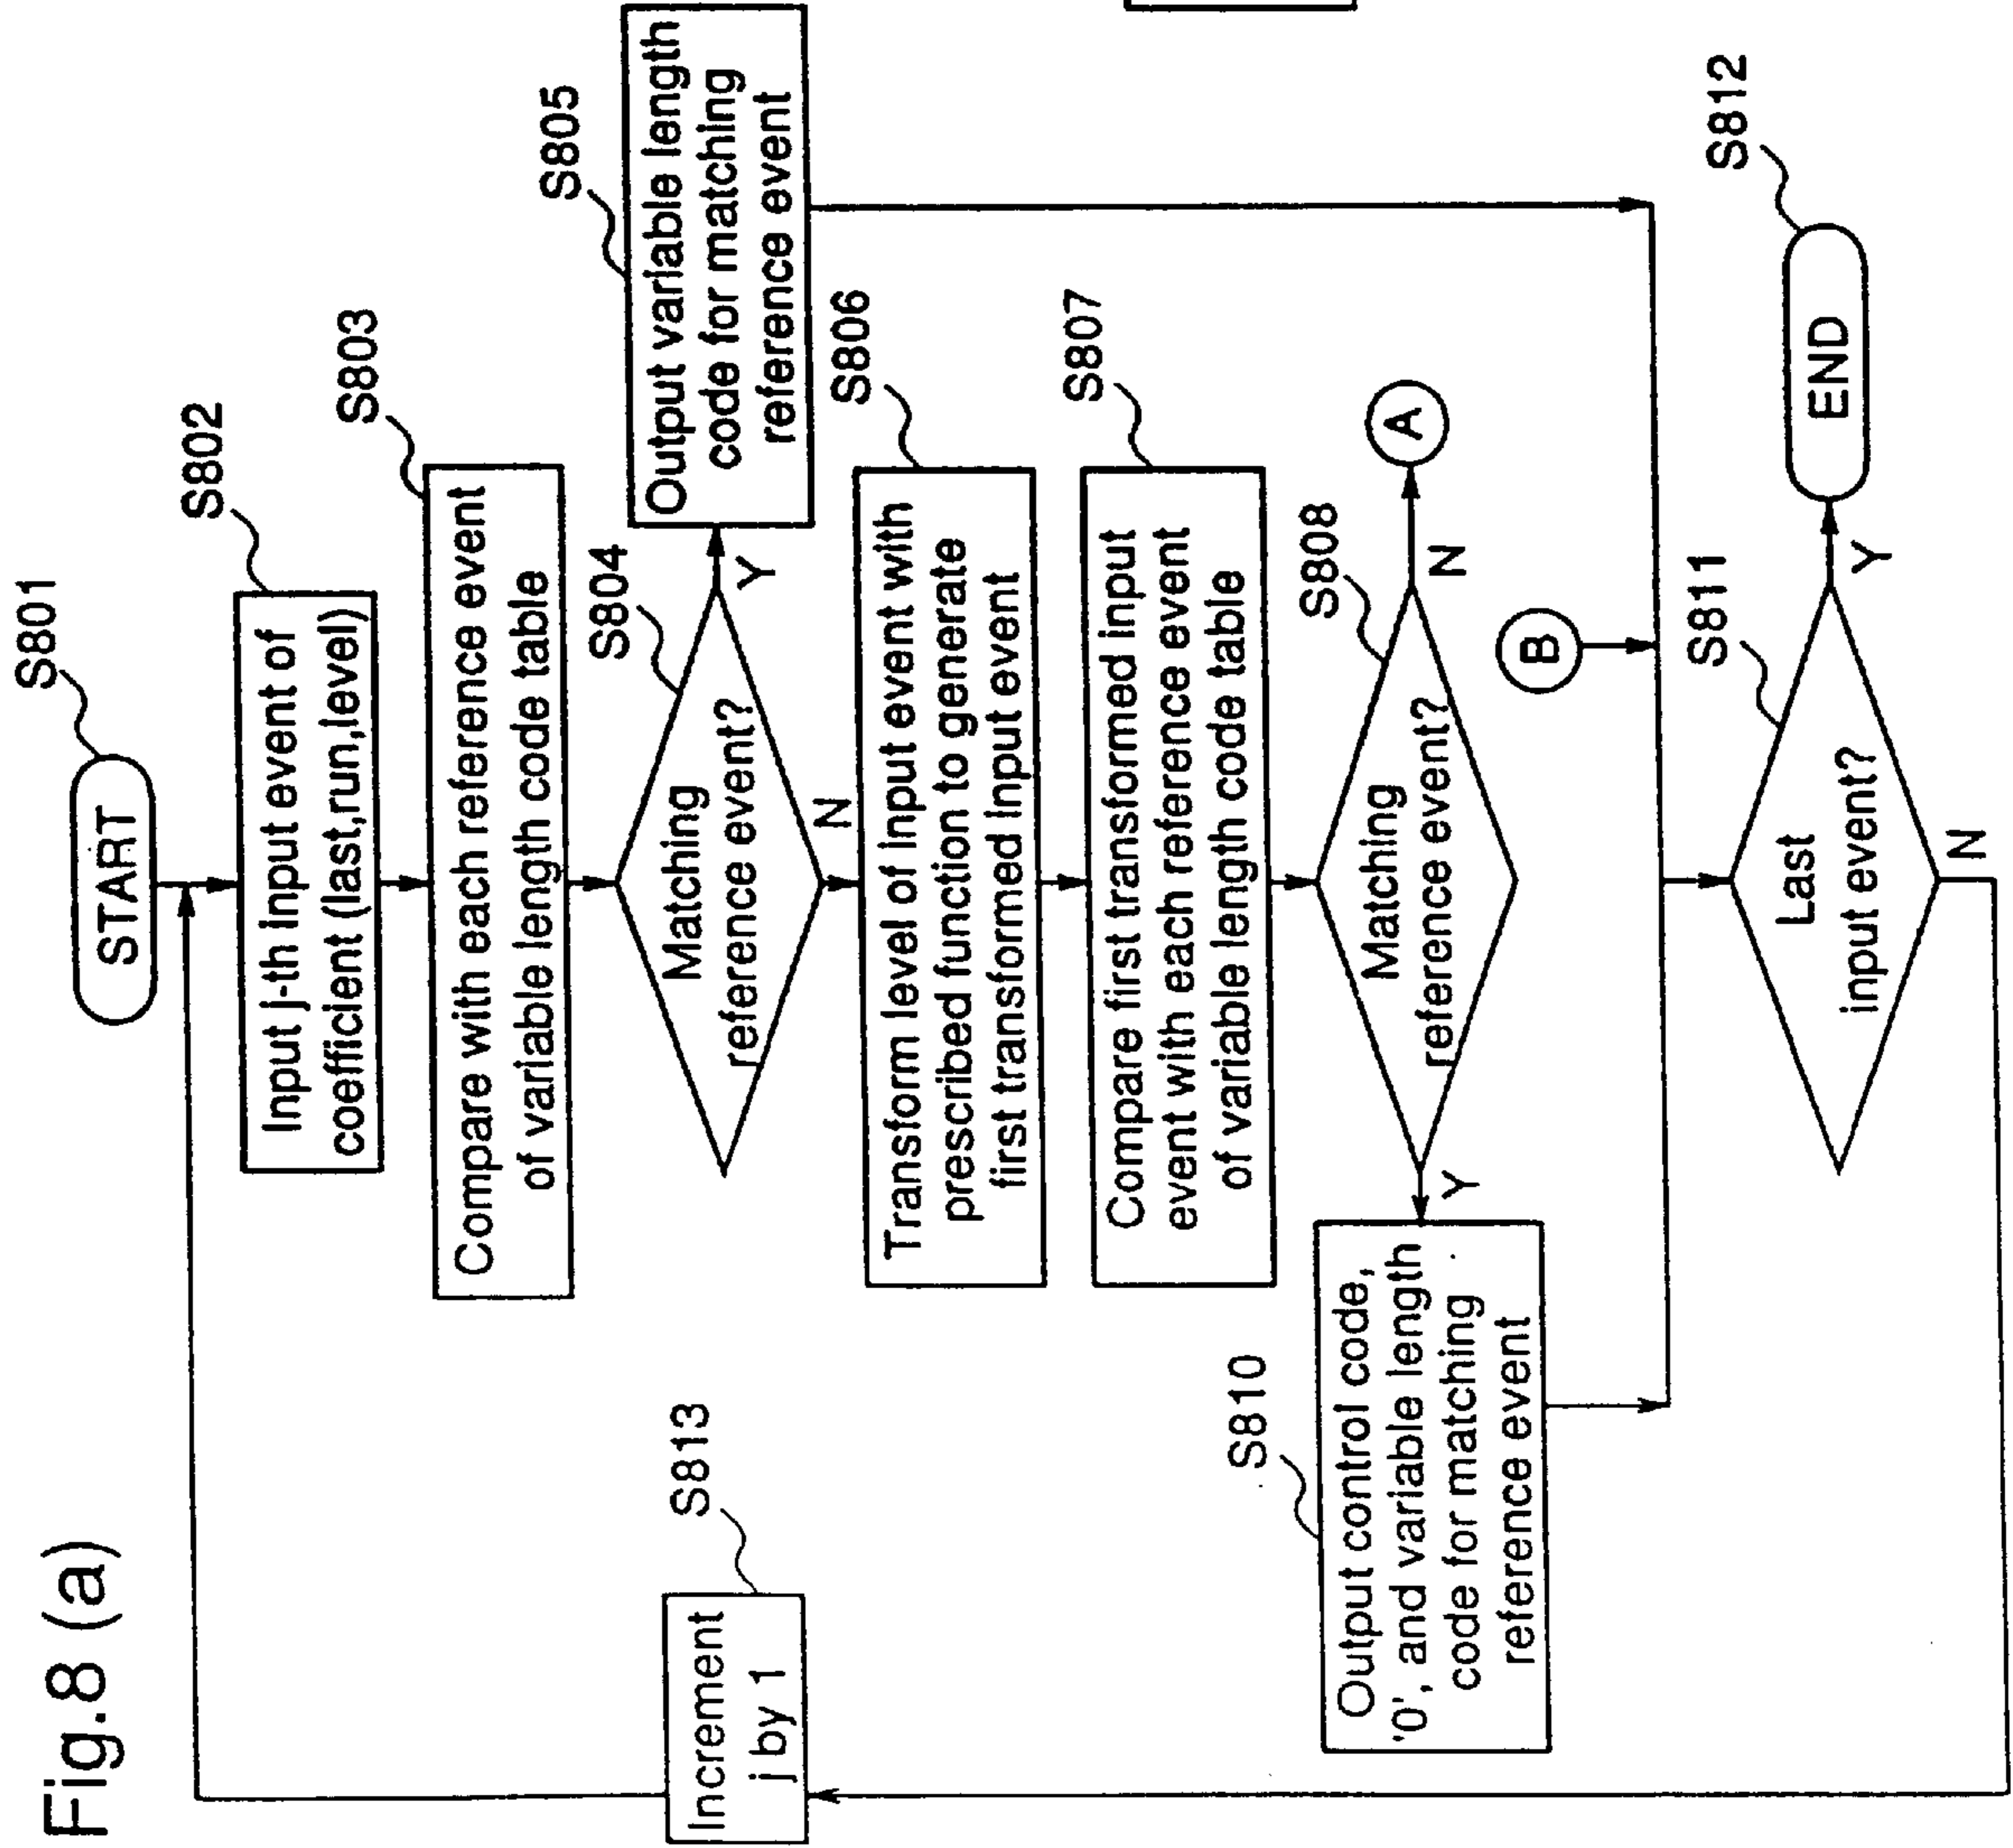 Fig.8 (a)
S801
START
S802
Input j-th input event of
coefficient (last,run,level)
S803
Compare with each reference event
of variable length code table
S804
Matching
reference event?
Y
N
S805
Output variable length
code for matching
reference event
S806
Transform level of input event with
prescribed function to generate
first transformed input event
S807
Compare first transformed input
event with each reference event
of variable length code table
S808
Matching
reference event?
Y
N
A
S810
Output control code,
'0', and variable length
code for matching
reference event
B
S811
Last
input event?
Y
N
S812
END
S813
Increment
j by 1